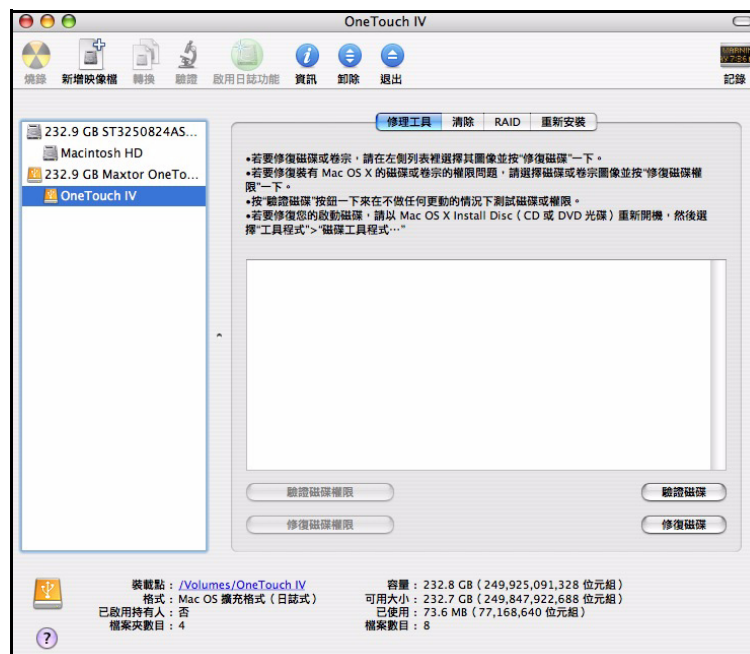 OneTouch IV
燒錄 新增映像檔 轉換 驗證 啟用日誌功能 資訊 卸除 退出 記錄
232.9 GB ST3250824AS...
Macintosh HD
232.9 GB Maxtor OneTo...
OneTouch IV
修理工具 清除 RAID 重新安裝
•若要修復磁碟或卷宗，請在左側列表裡選擇其圖像並按“修復磁碟”一下。
•若要修復裝有 Mac OS X 的磁碟或卷宗的權限問題，請選擇磁碟或卷宗圖像並按“修復磁碟權
限”一下。
•按“驗證磁碟”按鈕一下來在不做任何更動的情況下測試磁碟或權限。
•若要修復您的啟動磁碟，請以 Mac OS X Install Disc（CD 或 DVD 光碟）重新開機，然後選
擇“工具程式”>“磁碟工具程式…”
驗證磁碟權限 驗證磁碟
修復磁碟權限 修復磁碟
裝載點：/Volumes/OneTouch IV
格式：Mac OS 擴充格式（日誌式）
已啟用持有人：否
檔案夾數目：4
容量：232.8 GB（249,925,091,328 位元組）
可用大小：232.7 GB（249,847,922,688 位元組）
已使用：73.6 MB（77,168,640 位元組）
檔案數目：8
?